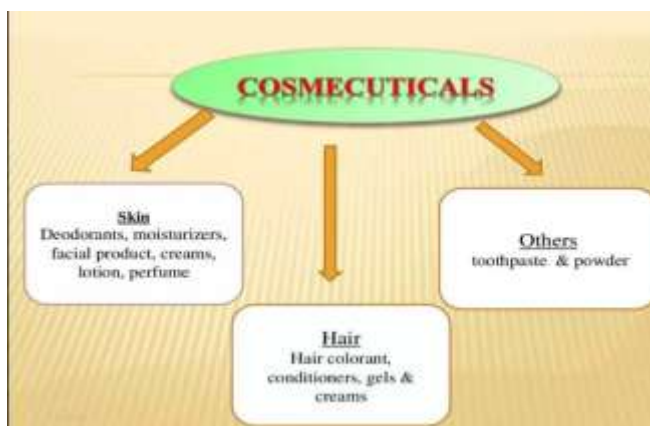 COSMECUTICALS
Skin
Deodorants, moisturizers,
facial product, creams,
lotion, perfume
Hair
Hair colorant,
conditioners, gels &
creams
Others
toothpaste & powder